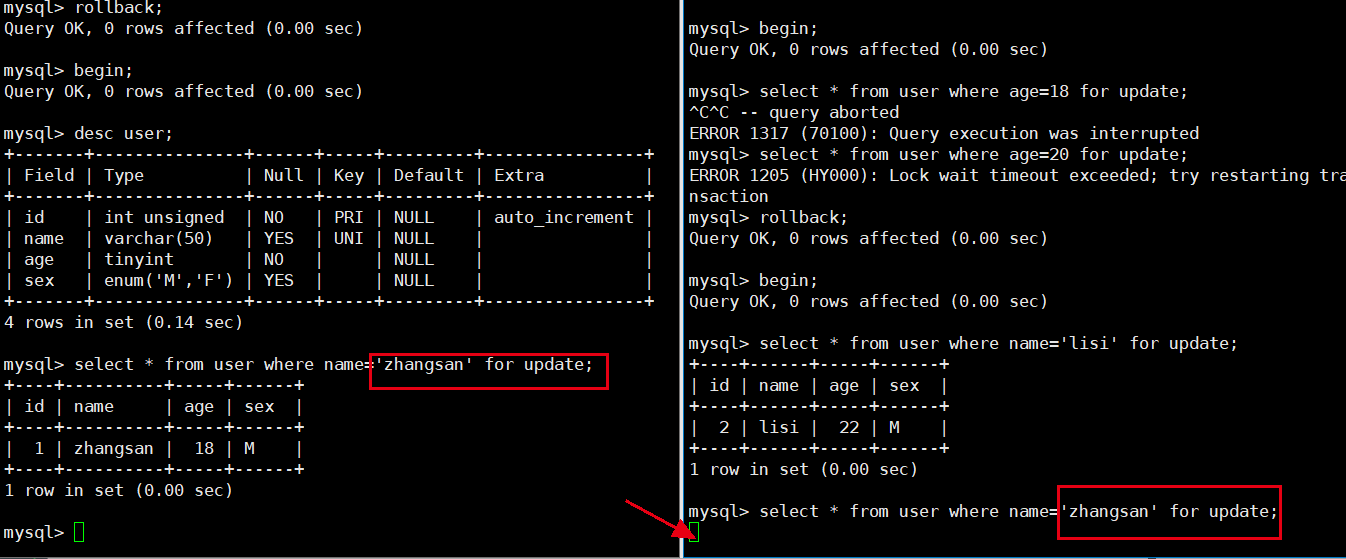 mysql> rollback;
Query OK, 0 rows affected (0.00 sec)

mysql> begin;
Query OK, 0 rows affected (0.00 sec)

mysql> desc user;
+-------+---------------+------+-----+---------+----------------+
| Field | Type          | Null | Key | Default | Extra          |
+-------+---------------+------+-----+---------+----------------+
| id    | int unsigned  | NO   | PRI | NULL    | auto_increment |
| name  | varchar(50)   | YES  | UNI | NULL    |                |
| age   | tinyint       | NO   |     | NULL    |                |
| sex   | enum('M','F') | YES  |     | NULL    |                |
+-------+---------------+------+-----+---------+----------------+
4 rows in set (0.14 sec)

mysql> select * from user where name='zhangsan' for update;
+----+----------+-----+------+
| id | name     | age | sex  |
+----+----------+-----+------+
|  1 | zhangsan |  18 | M    |
+----+----------+-----+------+
1 row in set (0.00 sec)

mysql>

mysql> begin;
Query OK, 0 rows affected (0.00 sec)

mysql> select * from user where age=18 for update;
^C^C -- query aborted
ERROR 1317 (70100): Query execution was interrupted
mysql> select * from user where age=20 for update;
ERROR 1205 (HY000): Lock wait timeout exceeded; try restarting tra
nsaction
mysql> rollback;
Query OK, 0 rows affected (0.00 sec)

mysql> begin;
Query OK, 0 rows affected (0.00 sec)

mysql> select * from user where name='lisi' for update;
+----+------+-----+------+
| id | name | age | sex  |
+----+------+-----+------+
|  2 | lisi |  22 | M    |
+----+------+-----+------+
1 row in set (0.00 sec)

mysql> select * from user where name='zhangsan' for update;